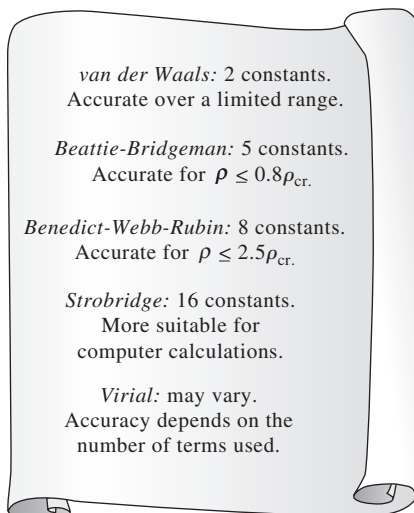 van der Waals: 2 constants.
Accurate over a limited range.
Beattie-Bridgeman: 5 constants.
Accurate for ρ ≤ 0.8ρcr.
Benedict-Webb-Rubin: 8 constants.
Accurate for ρ ≤ 2.5ρcr.
Strobridge: 16 constants.
More suitable for
computer calculations.
Virial: may vary.
Accuracy depends on the
number of terms used.